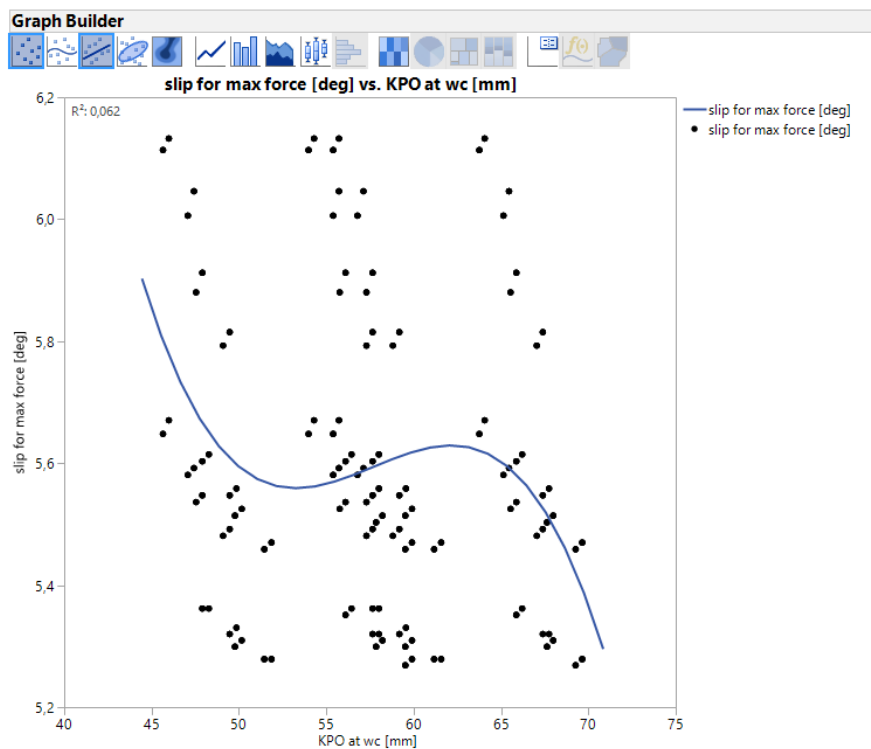 Graph Builder
slip for max force [deg] vs. KPO at wc [mm]
R²: 0,062
slip for max force [deg]
slip for max force [deg]
6,2
6,0
5,8
5,6
5,4
5,2
slip for max force [deg]
40
45
50
55
60
65
70
75
KPO at wc [mm]